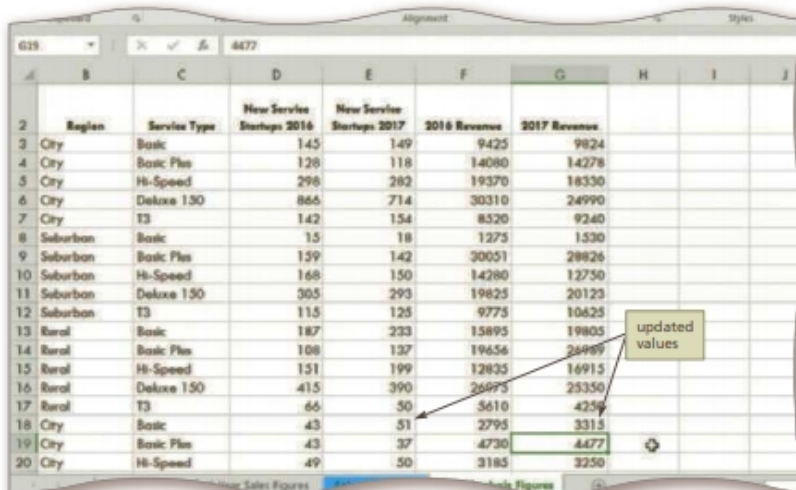 Alignment
Styles
G19 4477
B C D E F G H I J
2 Region Service Type New Service Startups 2016 New Service Startups 2017 2016 Revenue 2017 Revenue
3 City Basic 145 149 9425 9824
4 City Basic Plus 128 118 14080 14278
5 City Hi-Speed 298 282 19370 18330
6 City Deluxe 150 866 714 30310 24990
7 City T3 142 154 8520 9240
8 Suburban Basic 15 18 1275 1530
9 Suburban Basic Plus 159 142 30051 28826
10 Suburban Hi-Speed 168 150 14280 12750
11 Suburban Deluxe 150 305 293 19825 20123
12 Suburban T3 115 125 9775 10625
13 Rural Basic 187 233 15895 19805
14 Rural Basic Plus 108 137 19656 26989
15 Rural Hi-Speed 151 199 12835 16915
16 Rural Deluxe 150 415 390 26975 25350
17 Rural T3 66 50 5610
18 City Basic 43 51 2795 3315
19 City Basic Plus 43 37 4730 4477
20 City Hi-Speed 49 50 3185 3250
updated
values
Sales Figures
Figures